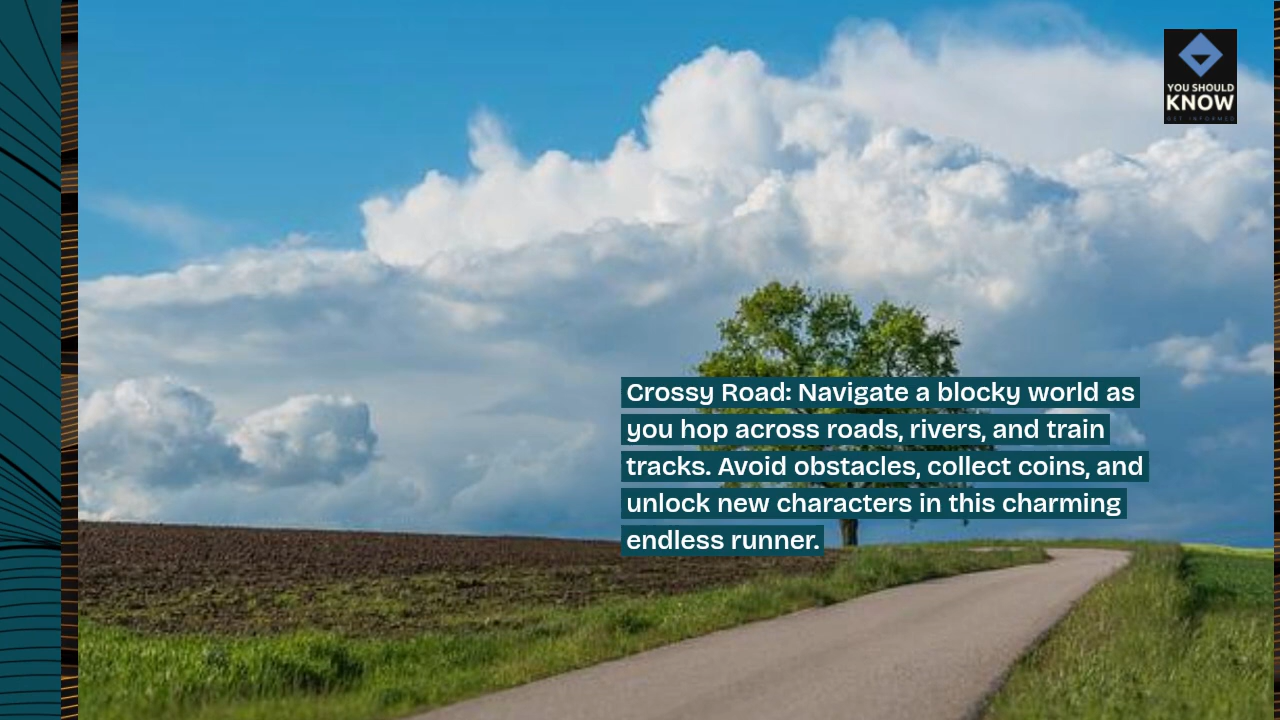 YOU SHOULD
KNOW
GET INFORMED
Crossy Road: Navigate a blocky world as
you hop across roads, rivers, and train
tracks. Avoid obstacles, collect coins, and
unlock new characters in this charming
endless runner.